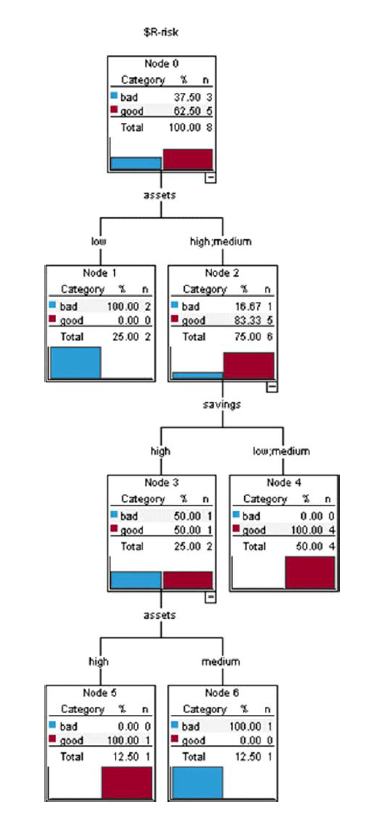 $R-risk
Node 0
Category % n
bad 37.50 3
good 62.50 5
Total 100.00 8
assets
low high;medium
Node 1
Category % n
bad 100.00 2
good 0.00 0
Total 25.00 2
Node 2
Category % n
bad 16.67 1
good 83.33 5
Total 75.00 6
savings
high low;medium
Node 3
Category % n
bad 50.00 1
good 50.00 1
Total 25.00 2
Node 4
Category % n
bad 0.00 0
good 100.00 4
Total 50.00 4
assets
high medium
Node 5
Category % n
bad 0.00 0
good 100.00 1
Total 12.50 1
Node 6
Category % n
bad 100.00 1
good 0.00 0
Total 12.50 1